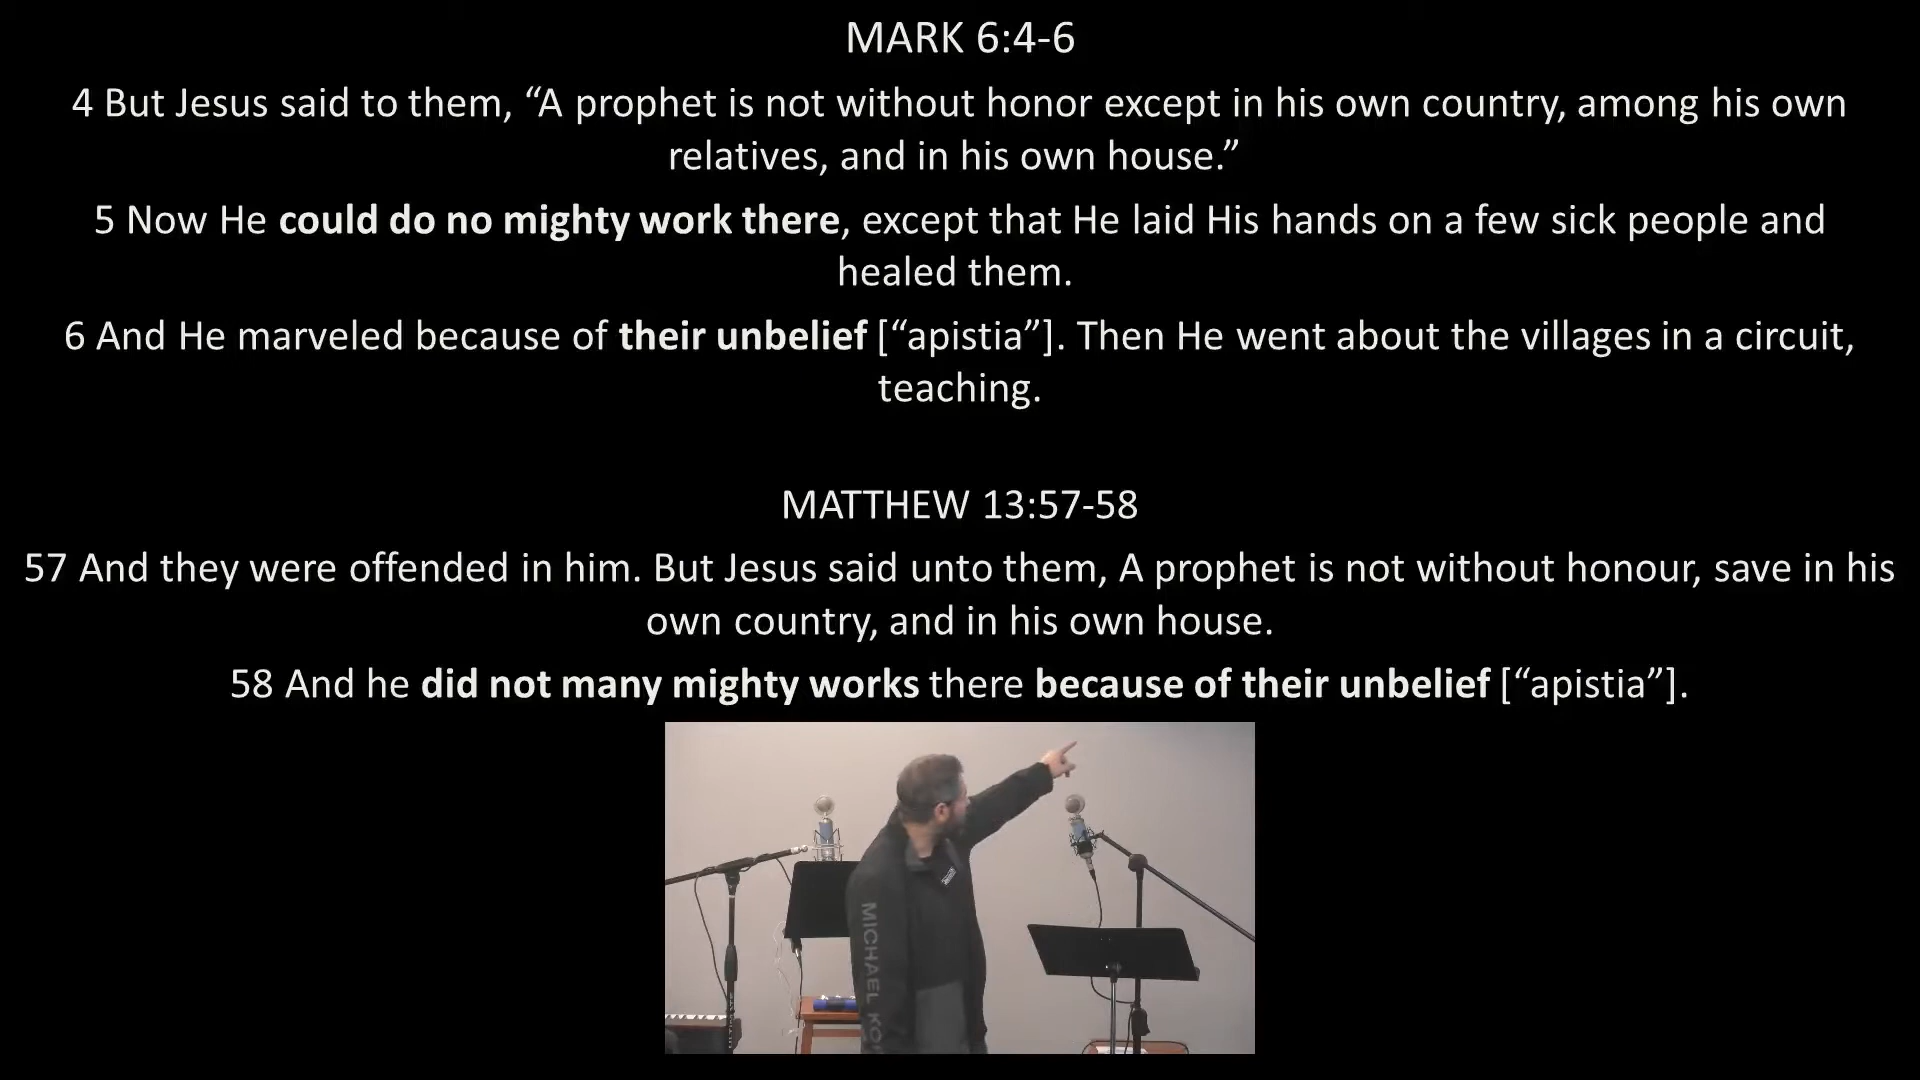 MARK 6:4-6
4 But Jesus said to them, “A prophet is not without honor except in his own country, among his own
relatives, and in his own house.”
5 Now He could do no mighty work there, except that He laid His hands on a few sick people and
healed them.
6 And He marveled because of their unbelief [“apistia”]. Then He went about the villages in a circuit,
teaching.
MATTHEW 13:57-58
57 And they were offended in him. But Jesus said unto them, A prophet is not without honour, save in his
own country, and in his own house.
58 And he did not many mighty works there because of their unbelief [“apistia”].
MICHAEL KO